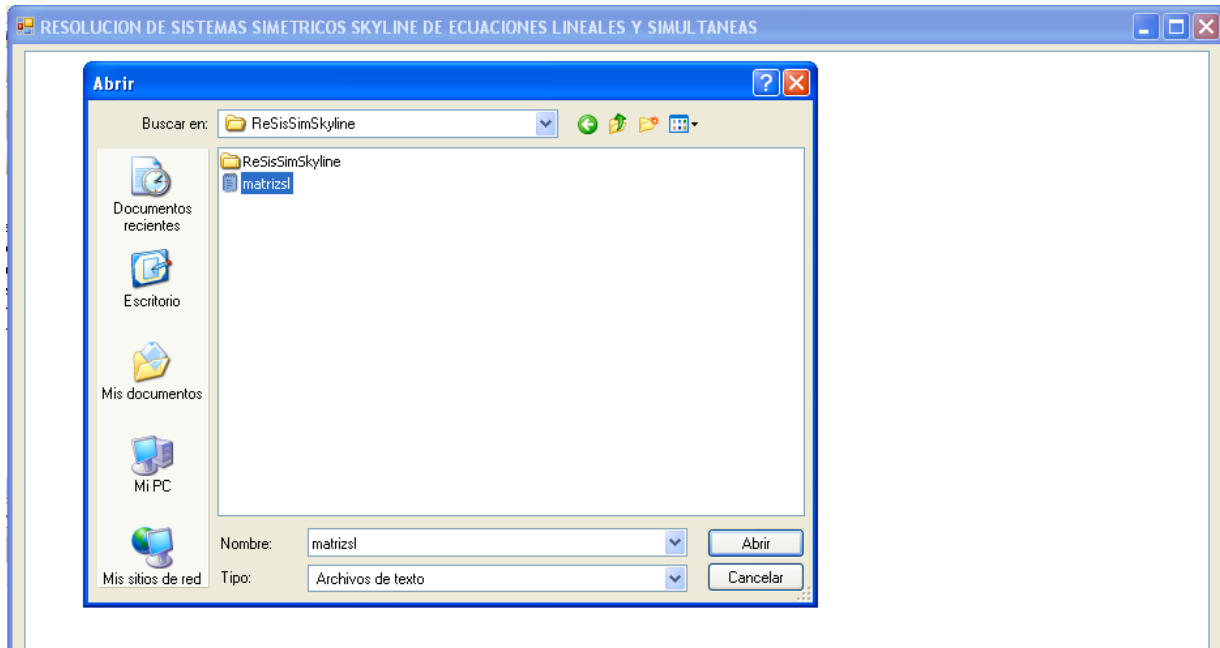 RESOLUCION DE SISTEMAS SIMETRICOS SKYLINE DE ECUACIONES LINEALES Y SIMULTANEAS
Abrir
Buscar en:
ReSisSimSkyline
ReSisSimSkyline
matrizsl
Documentos
recientes
Escritorio
Mis documentos
Mi PC
Mis sitios de red
Nombre:
matrizsl
Abrir
Tipo:
Archivos de texto
Cancelar